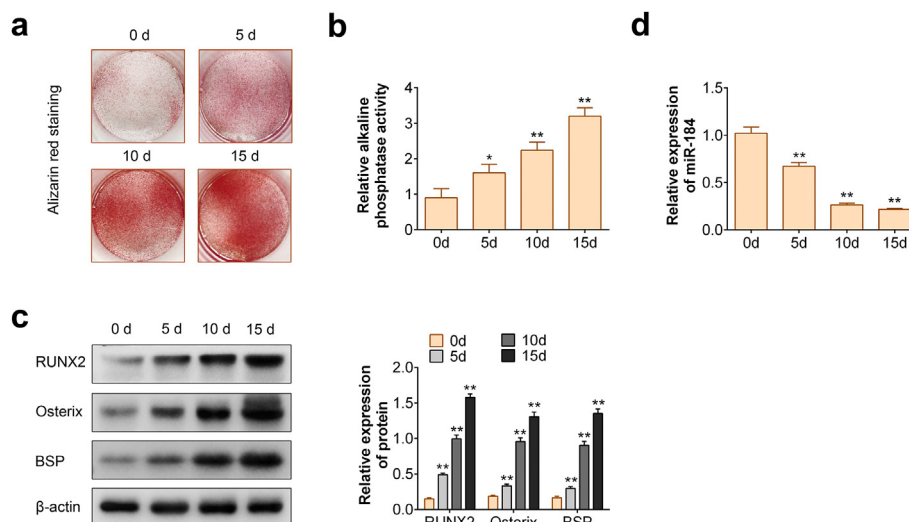 a
0 d 5 d
Alizarin red staining
10 d 15 d
b
Relative alkaline
phosphatase activity
4
3
2
1
0
* ** **
0d 5d 10d 15d
d
Relative expression
of miR-184
1.5
1.0
0.5
0.0
** ** **
0d 5d 10d 15d
c
0 d 5 d 10 d 15 d
RUNX2
Osterix
BSP
β-actin
0d 10d
5d 15d
Relative expression
of protein
2.0
1.5
1.0
0.5
0.0
** ** ** ** ** ** ** ** **
RUNX2 Osterix BSP